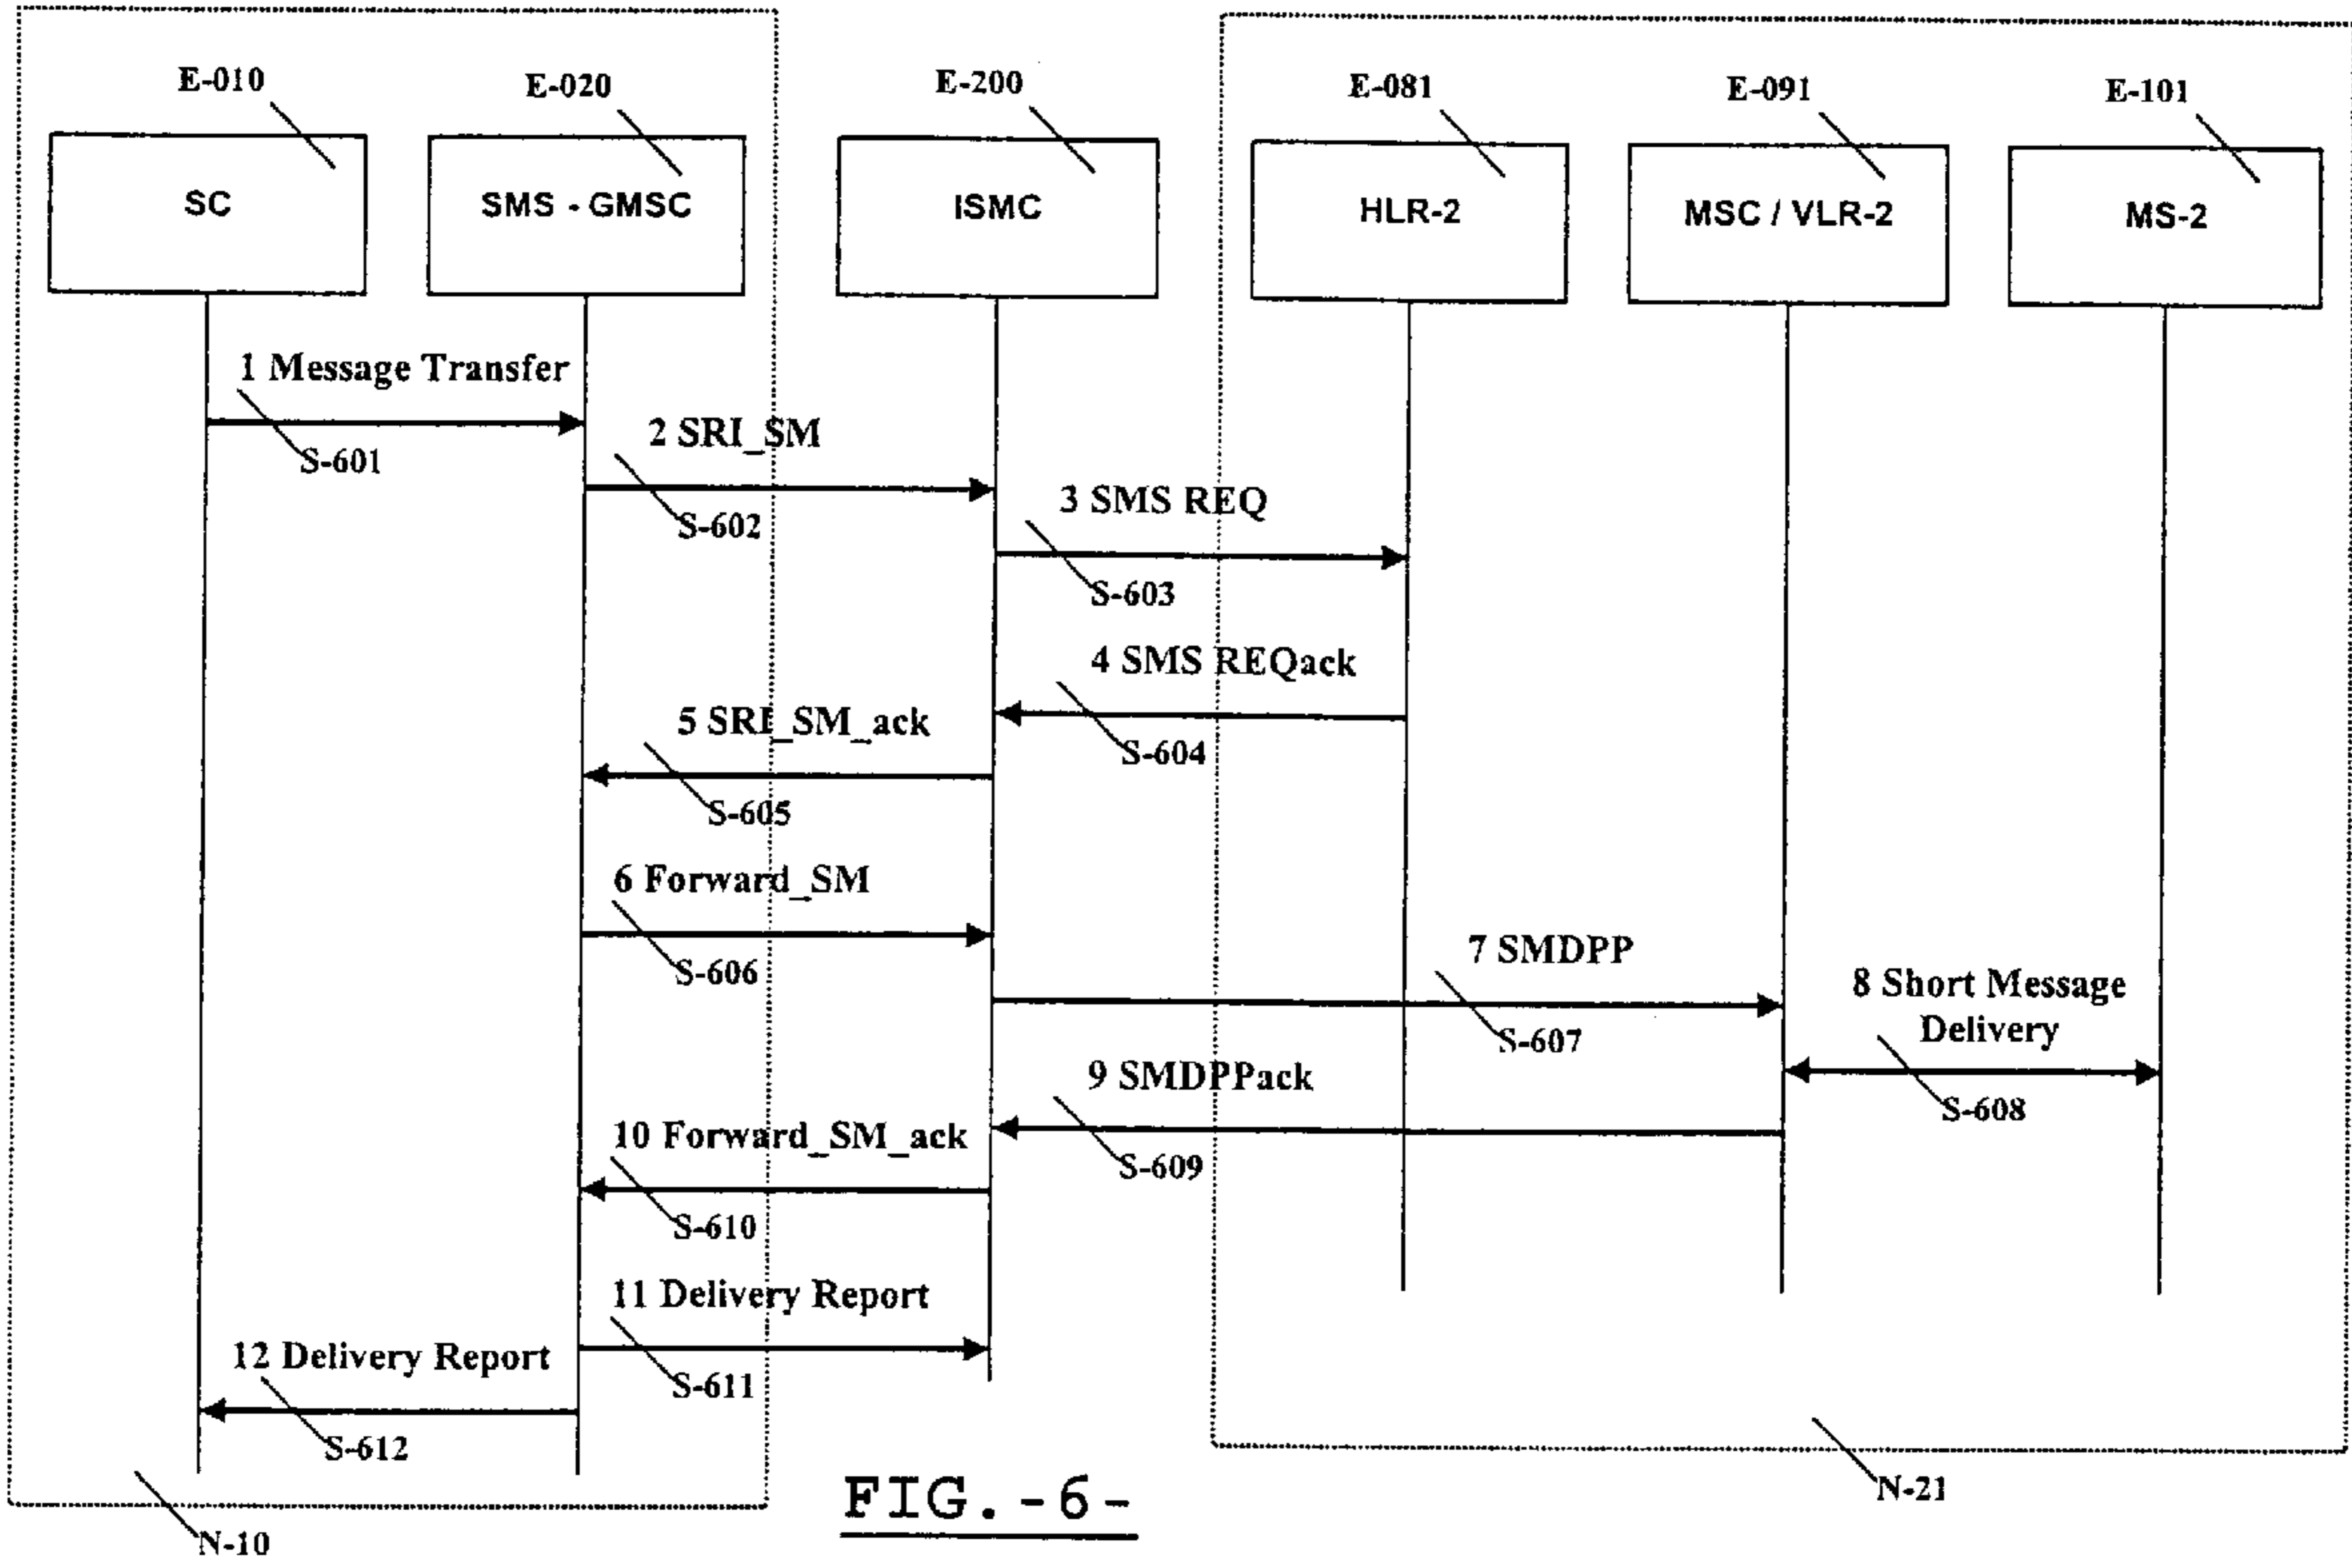 E-010
E-020
E-200
E-081
E-091
E-101
SC
SMS - GMSC
ISMC
HLR-2
MSC / VLR-2
MS-2
1 Message Transfer
S-601
2 SRI_SM
S-602
3 SMS REQ
S-603
4 SMS REQack
S-604
5 SRI_SM_ack
S-605
6 Forward_SM
S-606
7 SMDPP
S-607
8 Short Message
Delivery
S-608
9 SMDPPack
S-609
10 Forward_SM_ack
S-610
11 Delivery Report
S-611
12 Delivery Report
S-612
N-10
N-21
FIG. -6-